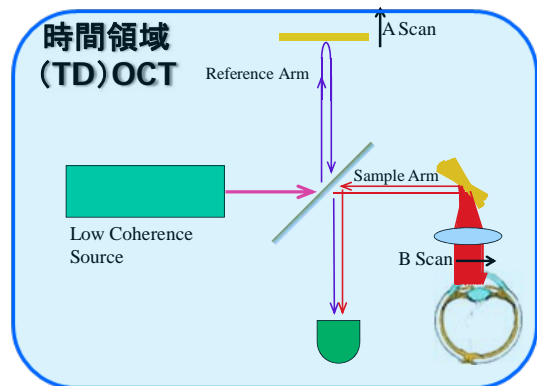 時間領域
(TD)OCT
A Scan
Reference Arm
Sample Arm
Low Coherence
Source
B Scan